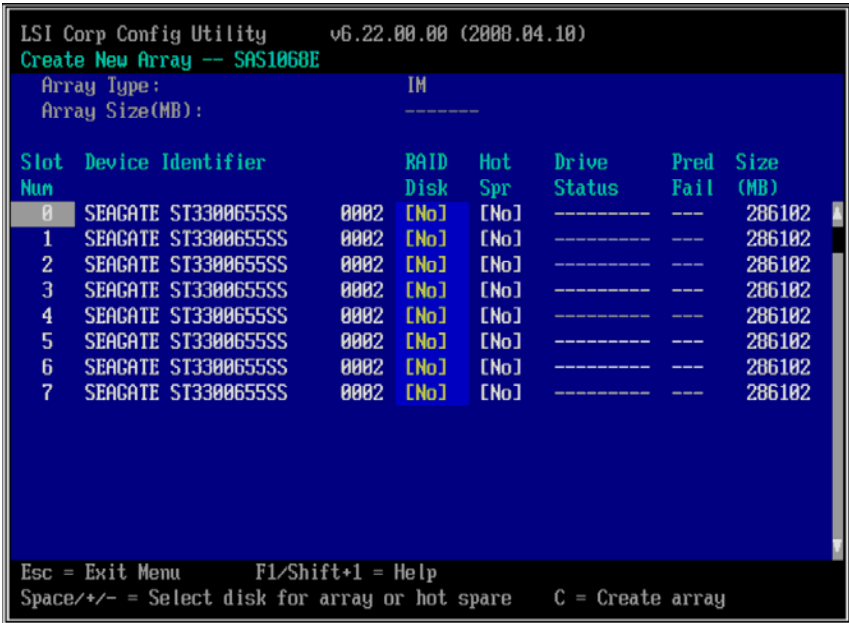 LSI Corp Config Utility v6.22.00.00 (2008.04.10)
Create New Array -- SAS1068E
Array Type: IM
Array Size(MB): -------
Slot Device Identifier RAID Hot Drive Pred Size
Num Disk Spr Status Fail (MB)
0 SEAGATE ST3300655SS 0002 [No] [No] --------- --- 286102
1 SEAGATE ST3300655SS 0002 [No] [No] --------- --- 286102
2 SEAGATE ST3300655SS 0002 [No] [No] --------- --- 286102
3 SEAGATE ST3300655SS 0002 [No] [No] --------- --- 286102
4 SEAGATE ST3300655SS 0002 [No] [No] --------- --- 286102
5 SEAGATE ST3300655SS 0002 [No] [No] --------- --- 286102
6 SEAGATE ST3300655SS 0002 [No] [No] --------- --- 286102
7 SEAGATE ST3300655SS 0002 [No] [No] --------- --- 286102
Esc = Exit Menu F1/Shift+1 = Help
Space/+/- = Select disk for array or hot spare C = Create array